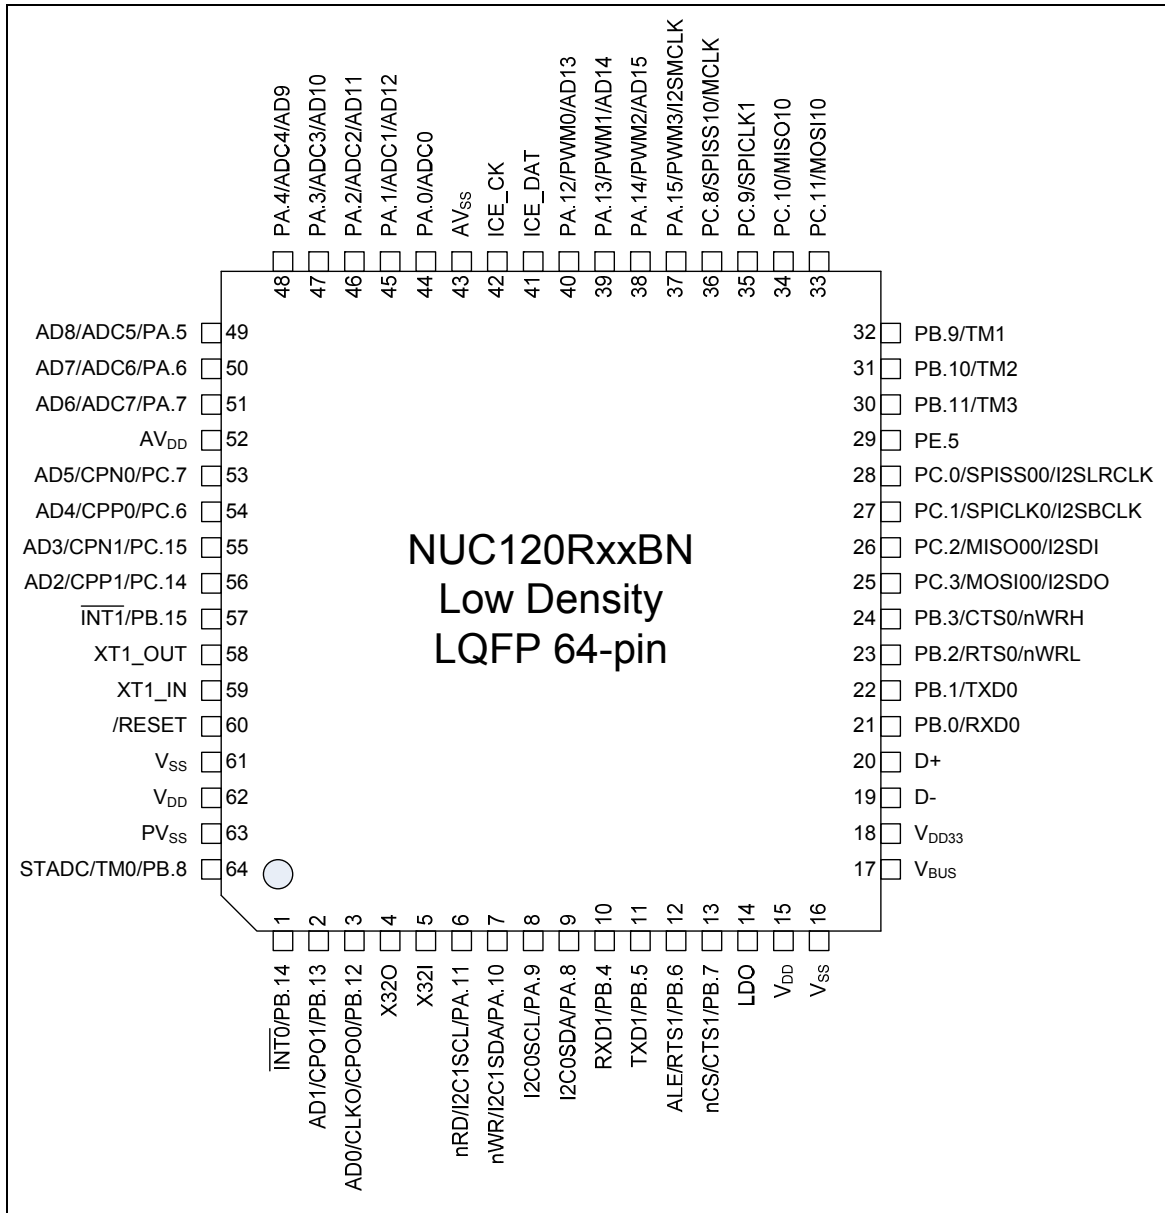 PA.4/ADC4/AD9
PA.3/ADC3/AD10
PA.2/ADC2/AD11
PA.1/ADC1/AD12
PA.0/ADC0
AVSS
ICE_CK
ICE_DAT
PA.12/PWM0/AD13
PA.13/PWM1/AD14
PA.14/PWM2/AD15
PA.15/PWM3/I2SMCLK
PC.8/SPISS10/MCLK
PC.9/SPICLK1
PC.10/MISO10
PC.11/MOSI10
48 47 46 45 44 43 42 41 40 39 38 37 36 35 34 33
AD8/ADC5/PA.5 49
AD7/ADC6/PA.6 50
AD6/ADC7/PA.7 51
AVDD 52
AD5/CPN0/PC.7 53
AD4/CPP0/PC.6 54
AD3/CPN1/PC.15 55
AD2/CPP1/PC.14 56
INT1/PB.15 57
XT1_OUT 58
XT1_IN 59
/RESET 60
VSS 61
VDD 62
PVSS 63
STADC/TM0/PB.8 64
NUC120RxxBN
Low Density
LQFP 64-pin
32 PB.9/TM1
31 PB.10/TM2
30 PB.11/TM3
29 PE.5
28 PC.0/SPISS00/I2SLRCLK
27 PC.1/SPICLK0/I2SBCLK
26 PC.2/MISO00/I2SDI
25 PC.3/MOSI00/I2SDO
24 PB.3/CTS0/nWRH
23 PB.2/RTS0/nWRL
22 PB.1/TXD0
21 PB.0/RXD0
20 D+
19 D-
18 VDD33
17 VBUS
1 2 3 4 5 6 7 8 9 10 11 12 13 14 15 16
INT0/PB.14
AD1/CPO1/PB.13
AD0/CLKO/CPO0/PB.12
X32O
X32I
nRD/I2C1SCL/PA.11
nWR/I2C1SDA/PA.10
I2C0SCL/PA.9
I2C0SDA/PA.8
RXD1/PB.4
TXD1/PB.5
ALE/RTS1/PB.6
nCS/CTS1/PB.7
LDO
VDD
VSS